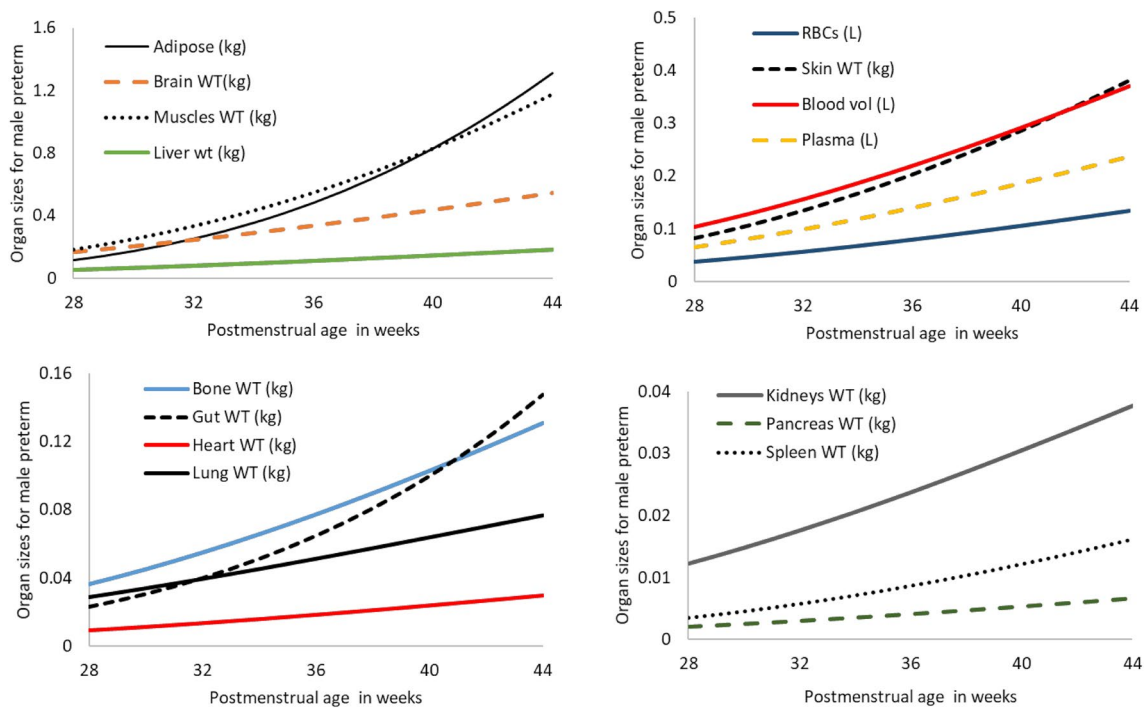 Organ sizes for male preterm
1.6
1.2
0.8
0.4
0
Adipose (kg)
Brain WT(kg)
Muscles WT (kg)
Liver wt (kg)
28 32 36 40 44
Postmenstrual age in weeks
Organ sizes for male preterm
0.5
0.4
0.3
0.2
0.1
0
RBCs (L)
Skin WT (kg)
Blood vol (L)
Plasma (L)
28 32 36 40 44
Postmenstrual age in weeks
Organ sizes for male preterm
0.16
0.12
0.08
0.04
0
Bone WT (kg)
Gut WT (kg)
Heart WT (kg)
Lung WT (kg)
28 32 36 40 44
Postmenstrual age in weeks
Organ sizes for male preterm
0.04
0.03
0.02
0.01
0
Kidneys WT (kg)
Pancreas WT (kg)
Spleen WT (kg)
28 32 36 40 44
Postmenstrual age in weeks